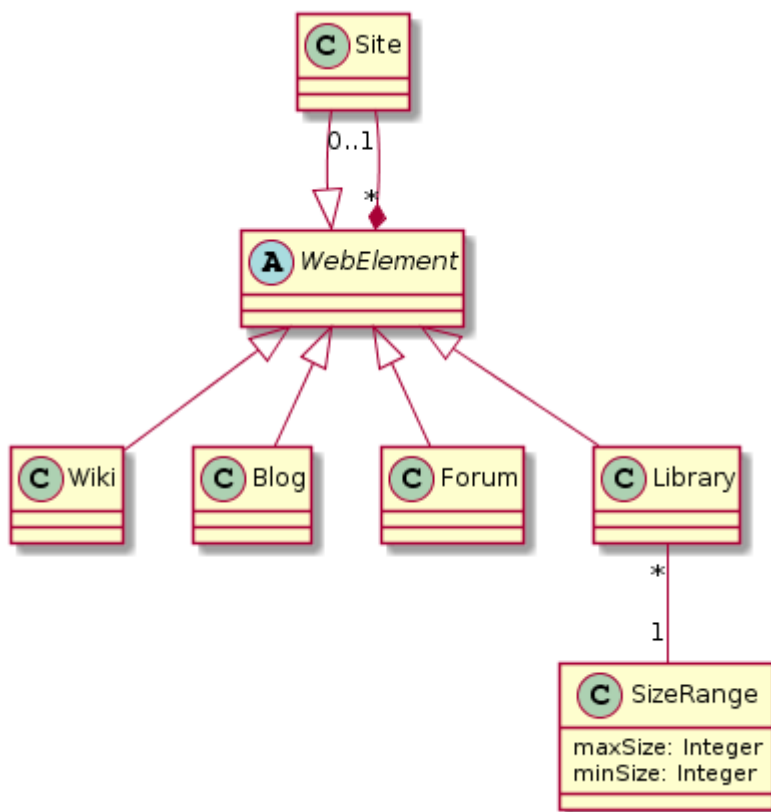 C Site
0..1
*
A WebElement
C Wiki
C Blog
C Forum
C Library
*
1
C SizeRange
maxSize: Integer
minSize: Integer